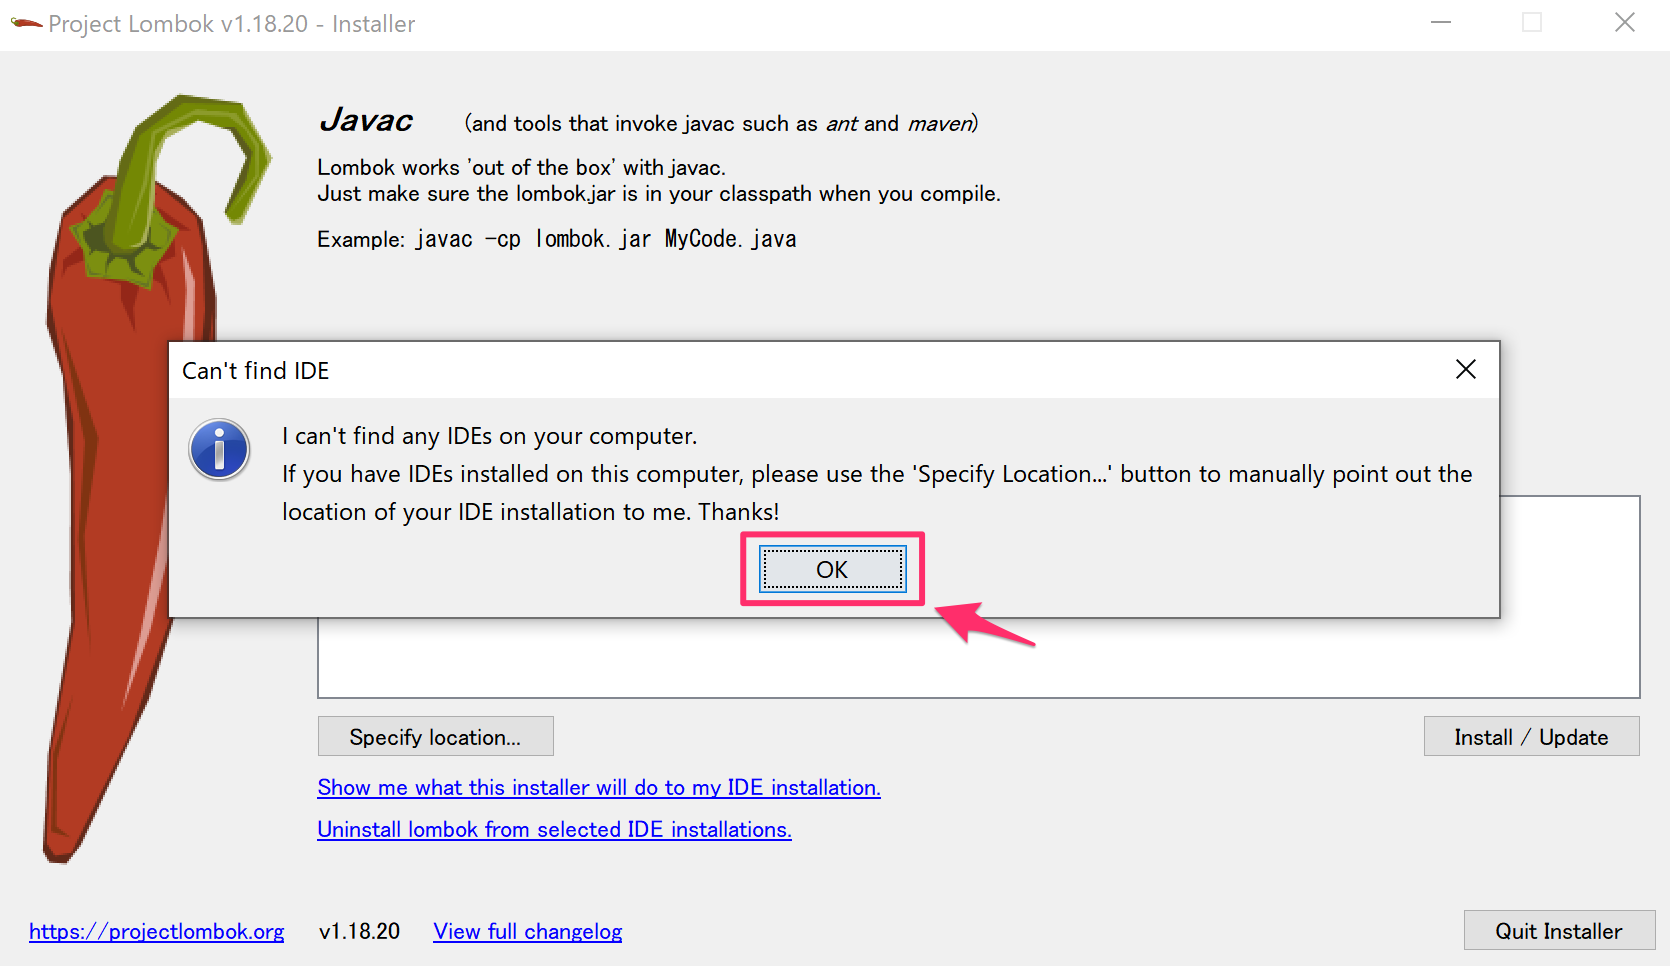 Project Lombok v1.18.20 - Installer
Javac (and tools that invoke javac such as ant and maven)
Lombok works 'out of the box' with javac.
Just make sure the lombok.jar is in your classpath when you compile.
Example: javac -cp lombok.jar MyCode.java
Can't find IDE
I can't find any IDEs on your computer.
If you have IDEs installed on this computer, please use the 'Specify Location...' button to manually point out the
location of your IDE installation to me. Thanks!
OK
Specify location...
Install / Update
Show me what this installer will do to my IDE installation.
Uninstall lombok from selected IDE installations.
https://projectlombok.org v1.18.20 View full changelog
Quit Installer